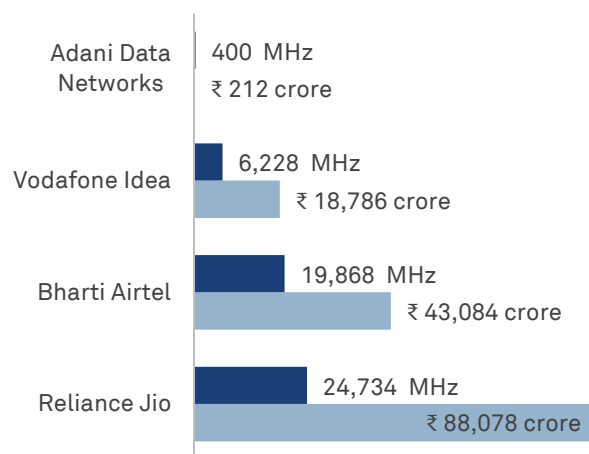 Adani Data
Networks
400 MHz
₹ 212 crore
Vodafone Idea
6,228 MHz
₹ 18,786 crore
Bharti Airtel
19,868 MHz
₹ 43,084 crore
Reliance Jio
24,734 MHz
₹ 88,078 crore